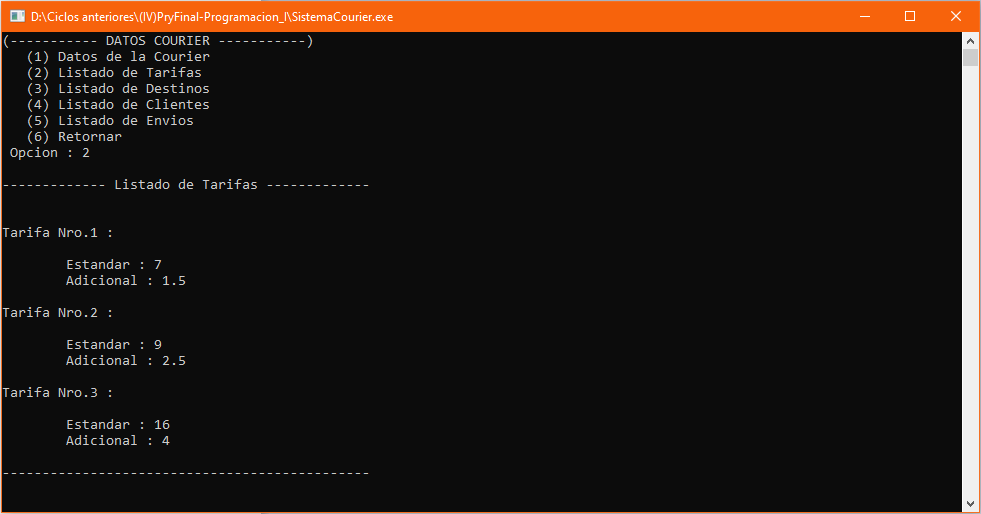 D:\Ciclos anteriores\(IV)PryFinal-Programacion_I\SistemaCourier.exe
(----------- DATOS COURIER -----------)
(1) Datos de la Courier
(2) Listado de Tarifas
(3) Listado de Destinos
(4) Listado de Clientes
(5) Listado de Envios
(6) Retornar
Opcion : 2
------------- Listado de Tarifas -------------
Tarifa Nro.1 :
Estandar : 7
Adicional : 1.5
Tarifa Nro.2 :
Estandar : 9
Adicional : 2.5
Tarifa Nro.3 :
Estandar : 16
Adicional : 4
----------------------------------------------